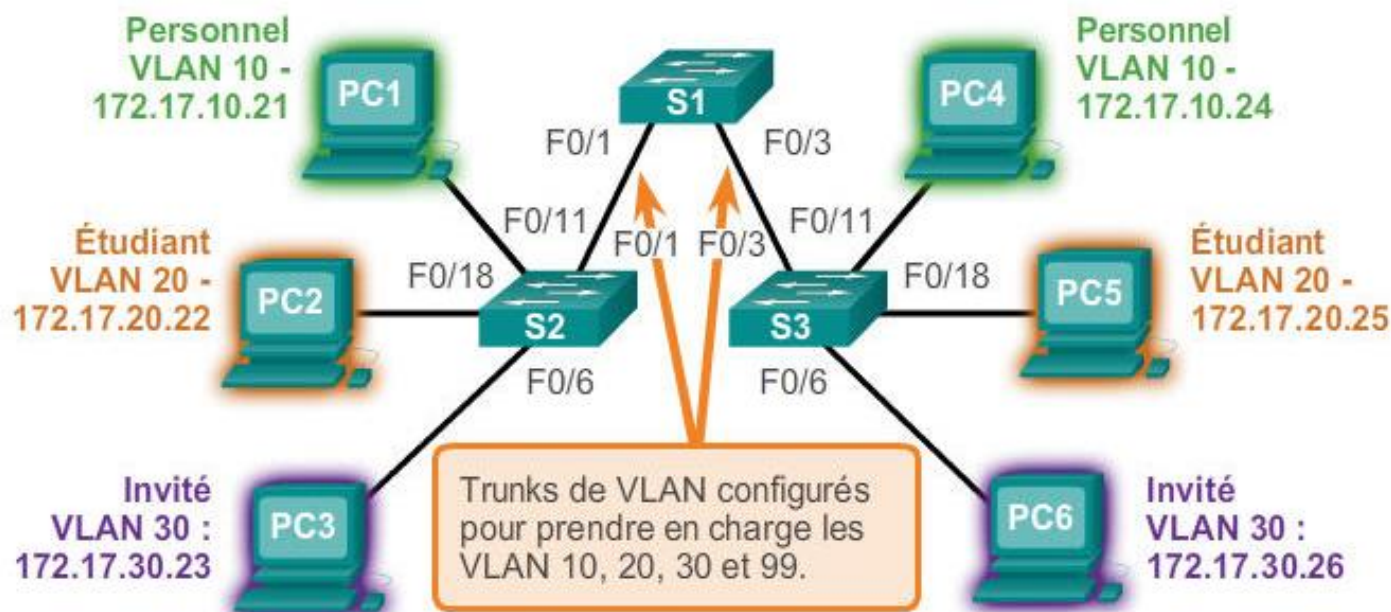 Personnel
VLAN 10 -
172.17.10.21
PC1
S1
PC4
Personnel
VLAN 10 -
172.17.10.24
F0/1
F0/3
F0/11
F0/1
F0/3
F0/11
Étudiant
VLAN 20 -
172.17.20.22
PC2
F0/18
S2
S3
F0/18
PC5
Étudiant
VLAN 20 -
172.17.20.25
F0/6
F0/6
Invité
VLAN 30 :
172.17.30.23
PC3
Trunks de VLAN configurés
pour prendre en charge les
VLAN 10, 20, 30 et 99.
PC6
Invité
VLAN 30 :
172.17.30.26